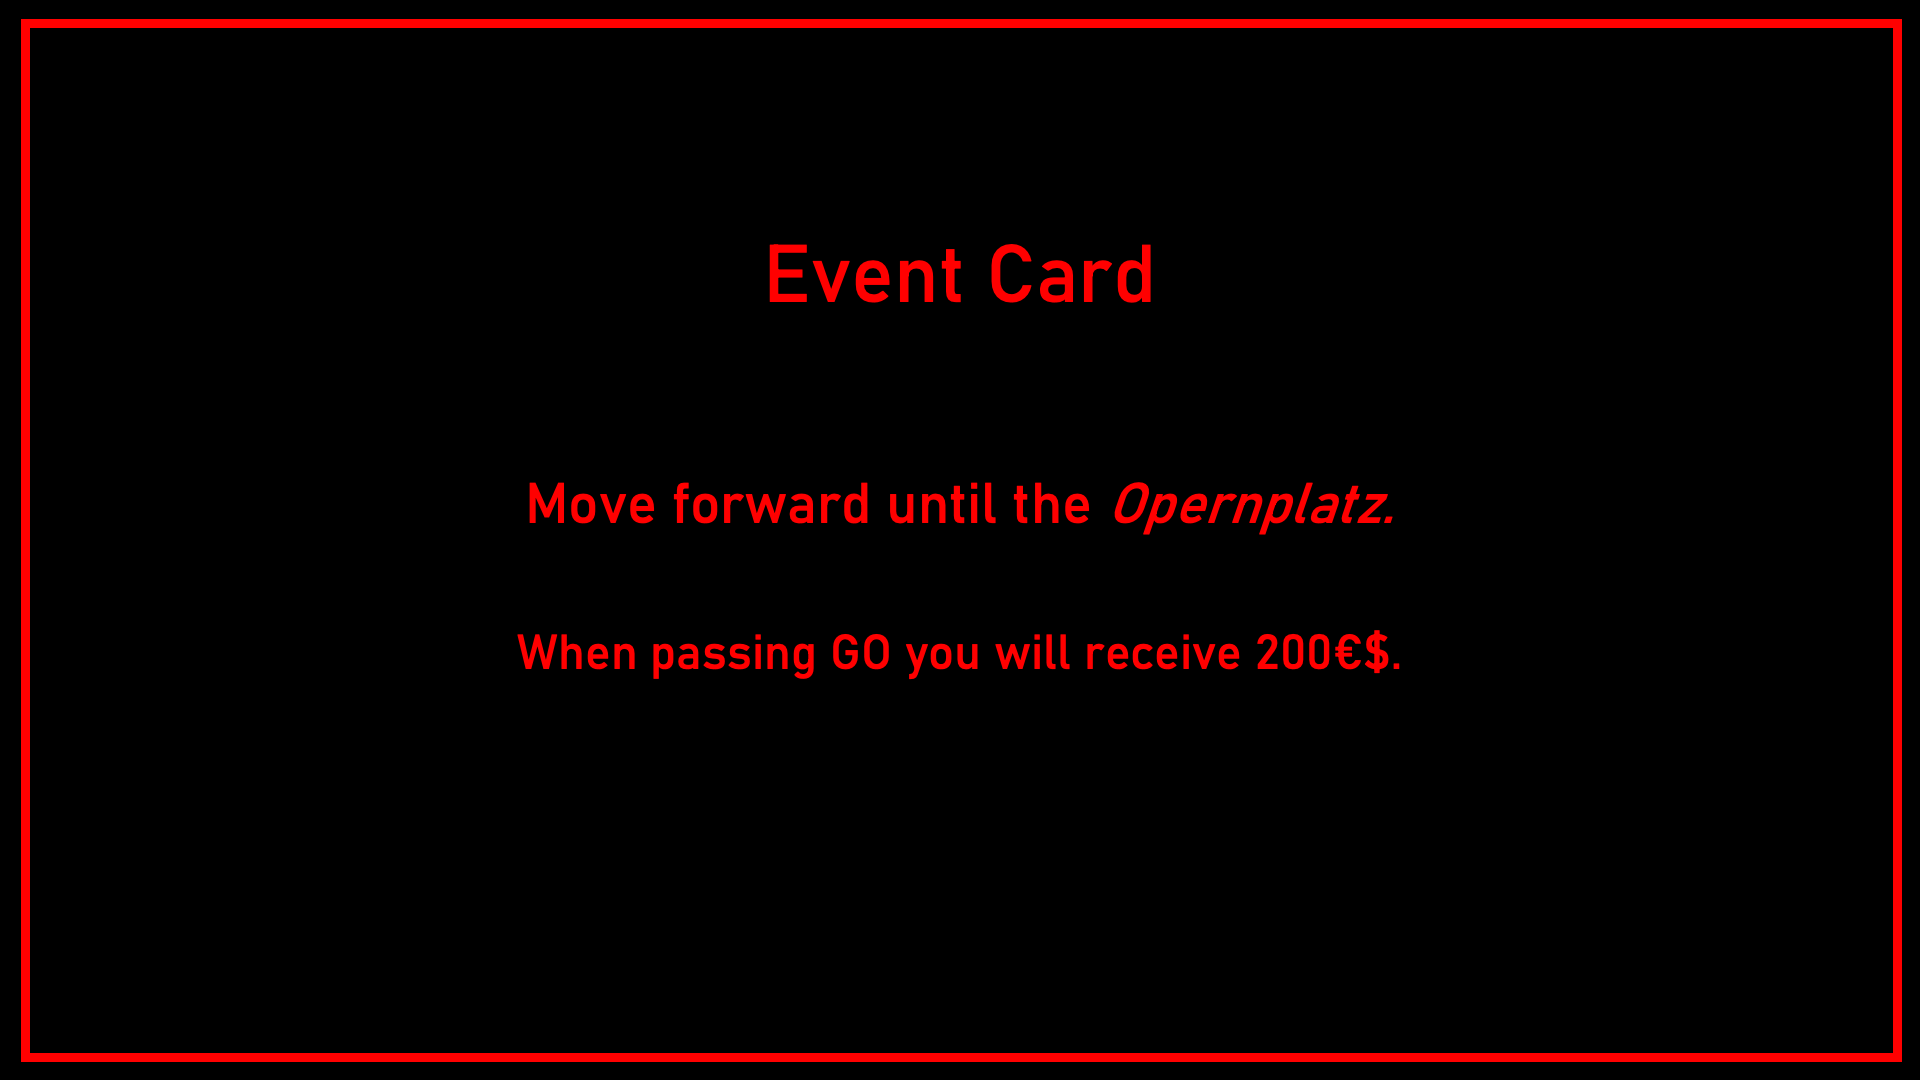 Event Card
Move forward until the Opernplatz.
When passing GO you will receive 200€$.